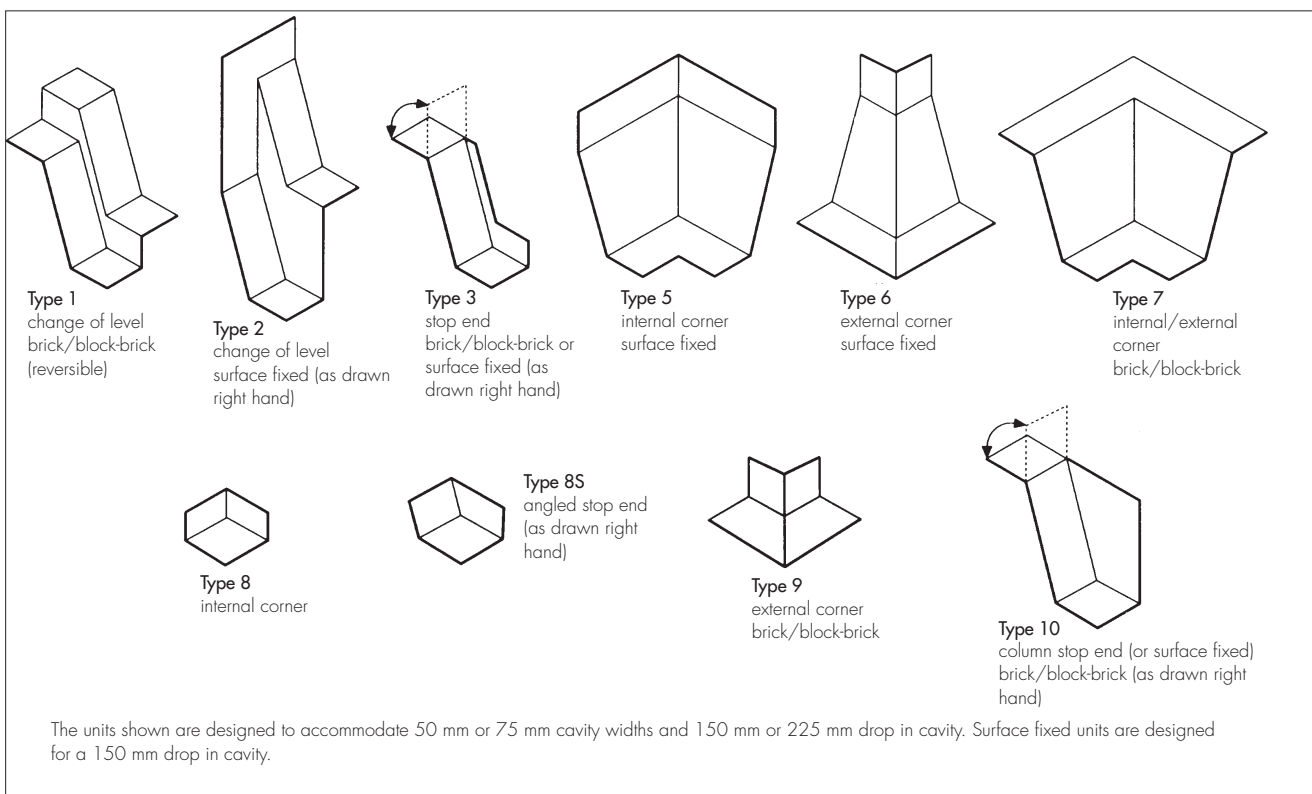 Type 1
change of level
brick/block-brick
(reversible)
Type 2
change of level
surface fixed (as drawn
right hand)
Type 3
stop end
brick/block-brick or
surface fixed (as
drawn right hand)
Type 5
internal corner
surface fixed
Type 6
external corner
surface fixed
Type 7
internal/external
corner
brick/block-brick
Type 8
internal corner
Type 8S
angled stop end
(as drawn right
hand)
Type 9
external corner
brick/block-brick
Type 10
column stop end (or surface fixed)
brick/block-brick (as drawn right
hand)
The units shown are designed to accommodate 50 mm or 75 mm cavity widths and 150 mm or 225 mm drop in cavity. Surface fixed units are designed
for a 150 mm drop in cavity.